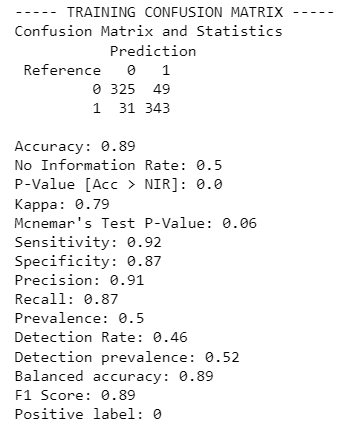 ----- TRAINING CONFUSION MATRIX -----
Confusion Matrix and Statistics
Prediction
Reference 0 1
0 325 49
1 31 343
Accuracy: 0.89
No Information Rate: 0.5
P-Value [Acc > NIR]: 0.0
Kappa: 0.79
Mcnemar's Test P-Value: 0.06
Sensitivity: 0.92
Specificity: 0.87
Precision: 0.91
Recall: 0.87
Prevalence: 0.5
Detection Rate: 0.46
Detection prevalence: 0.52
Balanced accuracy: 0.89
F1 Score: 0.89
Positive label: 0